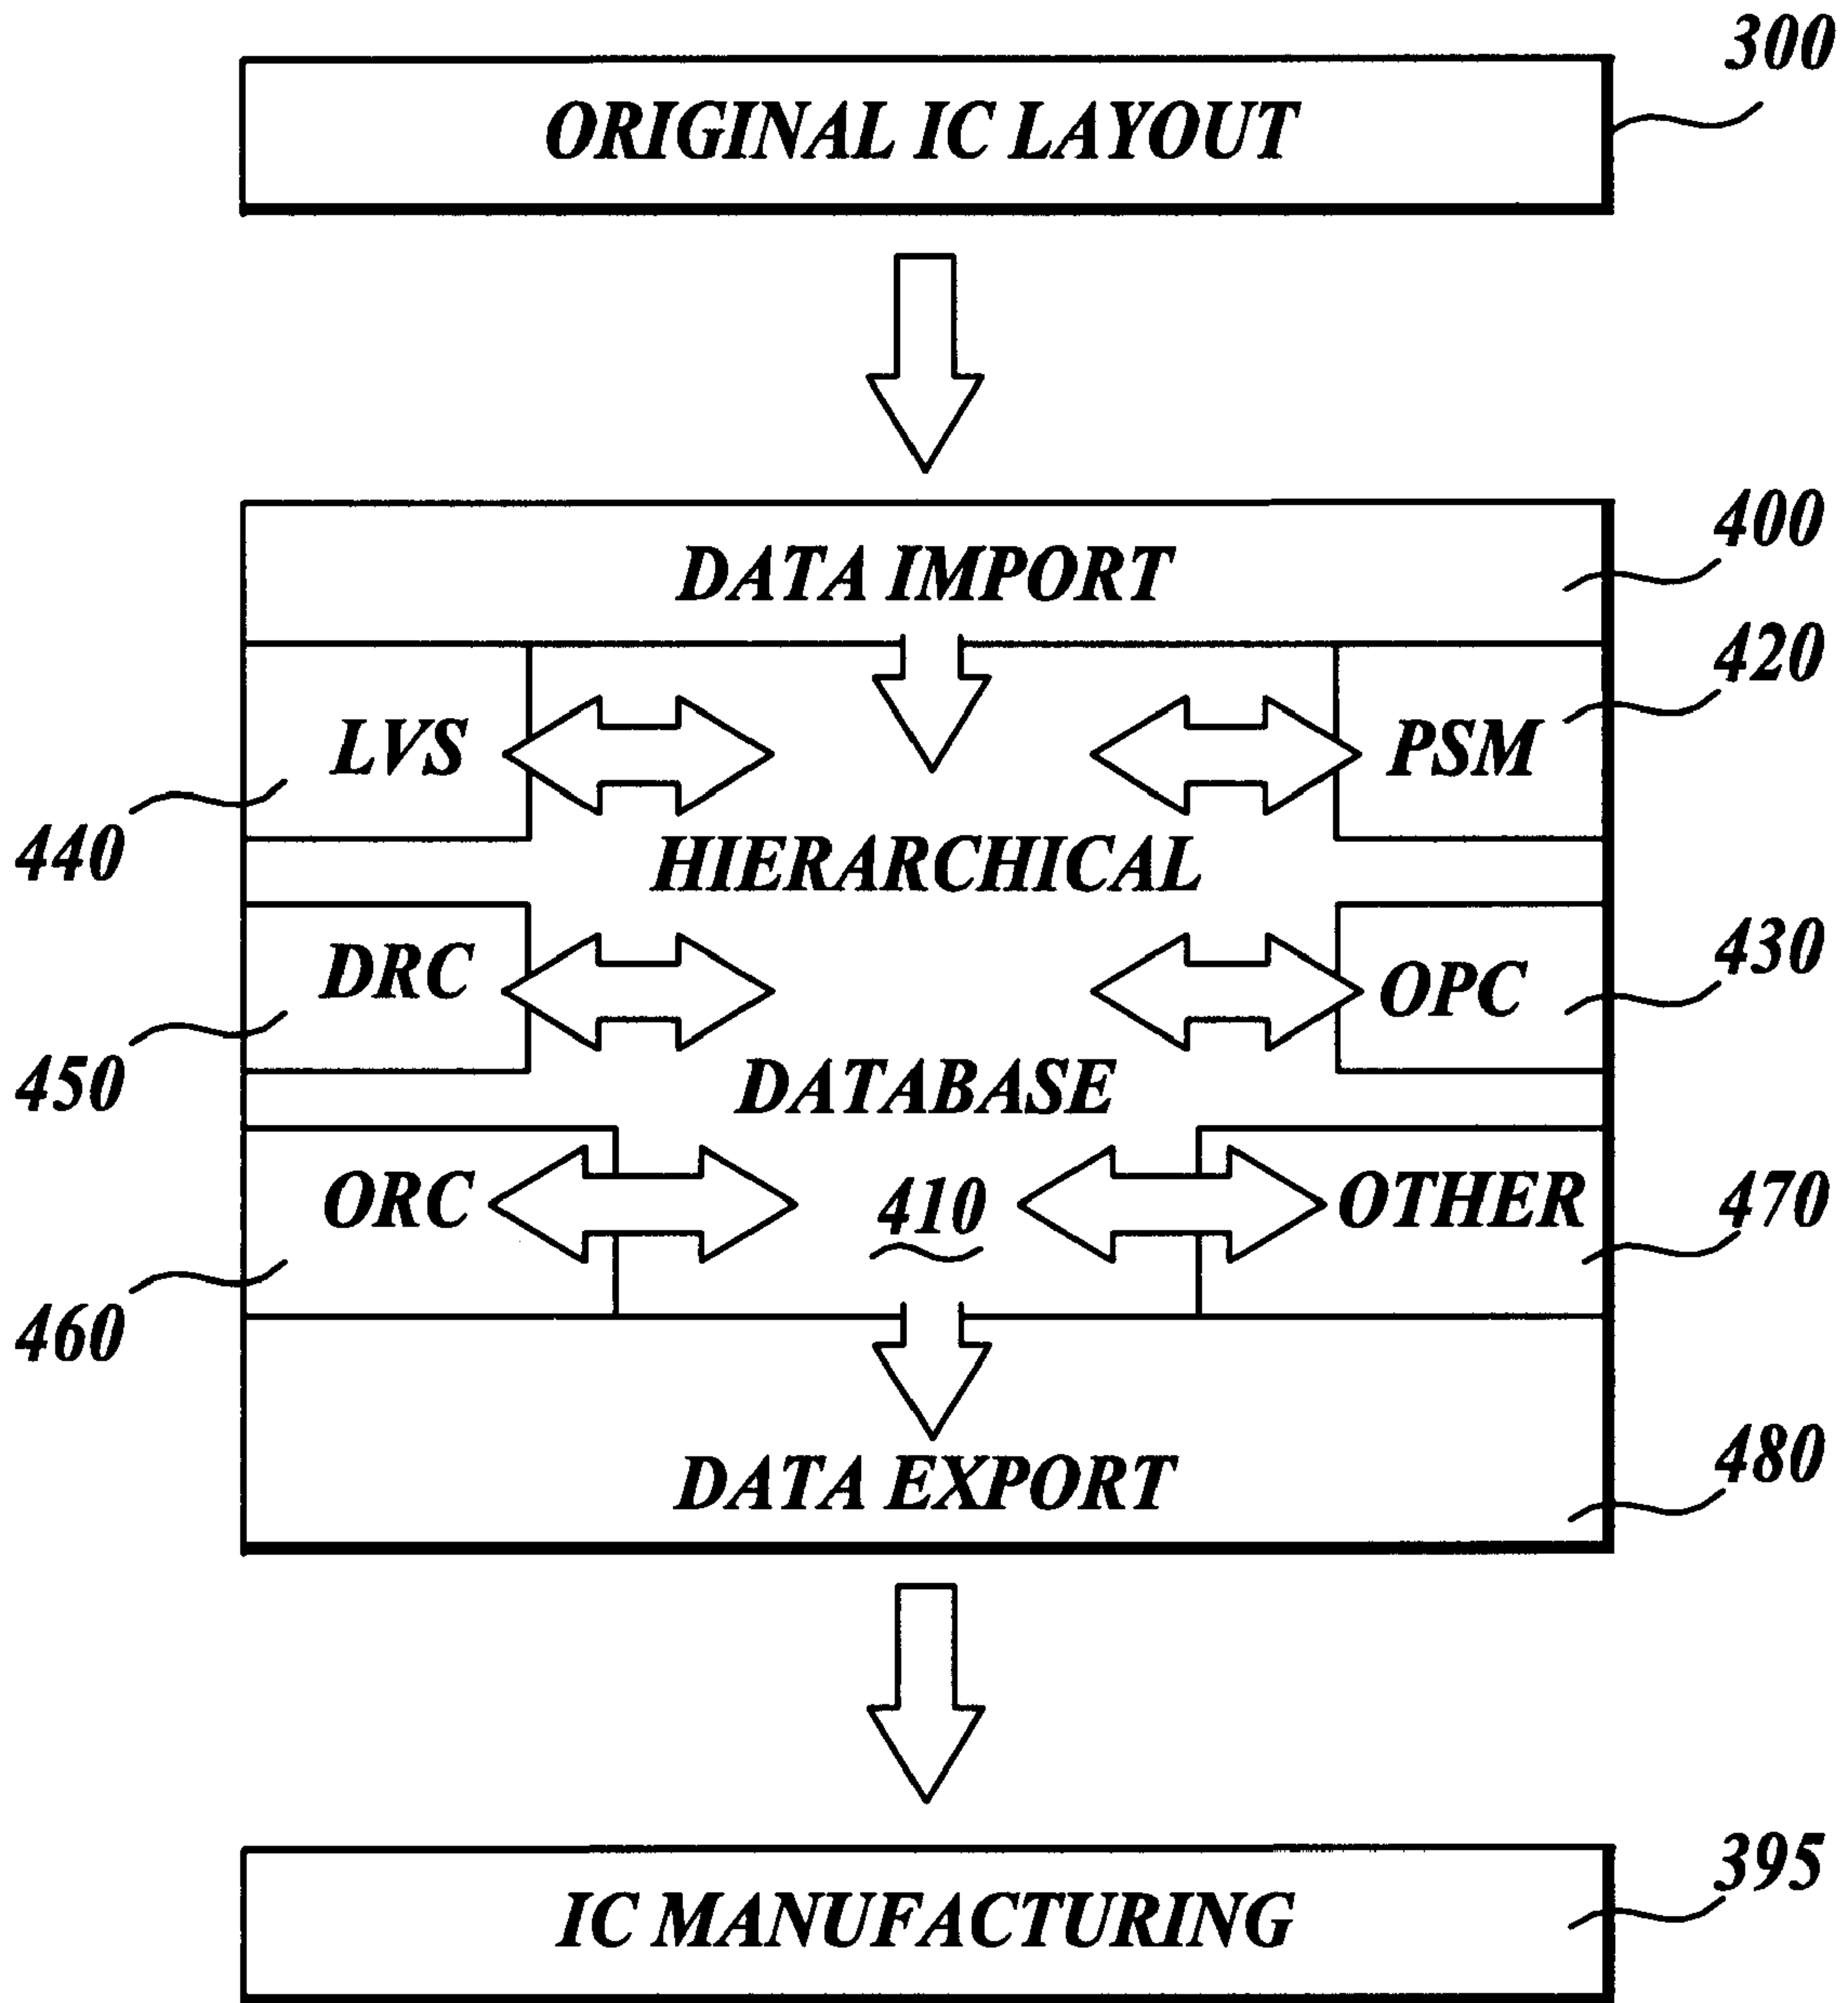 300
ORIGINAL IC LAYOUT
400
DATA IMPORT
420
LVS
PSM
440
HIERARCHICAL
430
DRC
OPC
450
DATABASE
ORC
410
OTHER
470
460
480
DATA EXPORT
395
IC MANUFACTURING